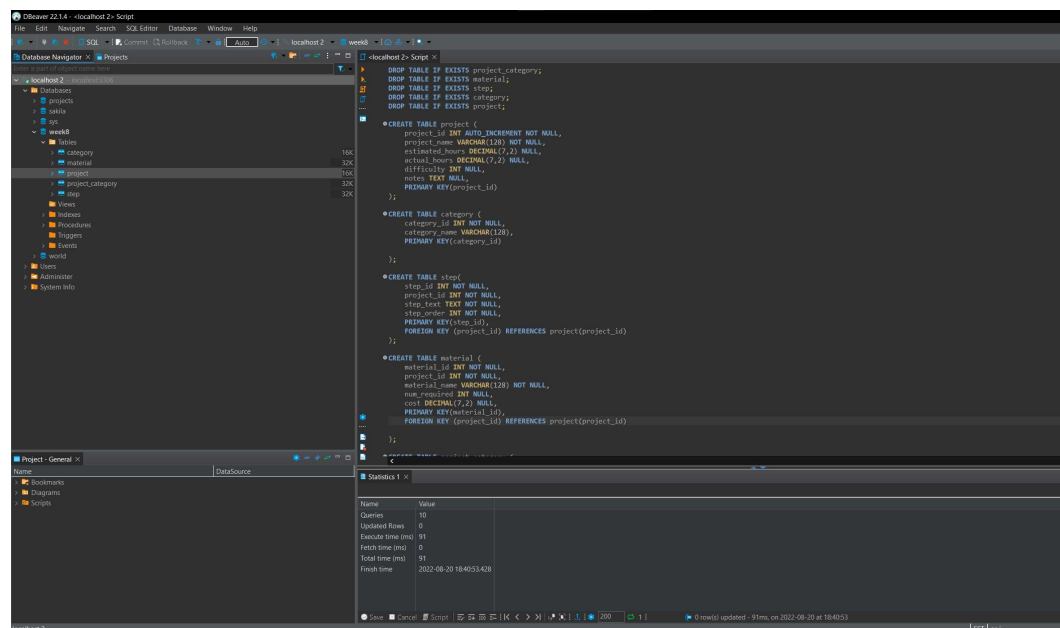 DBeaver 22.1.4 - <localhost 2> Script
File Edit Navigate Search SQL Editor Database Window Help
SQL Commit Rollback T Auto localhost 2 week8
Database Navigator × Projects
<localhost 2> Script ×
Enter a part of object name here
localhost 2 - localhost:3306
Databases
projects
sakila
sys
week8
Tables
category 16K
material 32K
project 16K
project_category 32K
step 32K
Views
Indexes
Procedures
Triggers
Events
world
Users
Administer
System Info
DROP TABLE IF EXISTS project_category;
DROP TABLE IF EXISTS material;
DROP TABLE IF EXISTS step;
DROP TABLE IF EXISTS category;
DROP TABLE IF EXISTS project;
CREATE TABLE project (
project_id INT AUTO_INCREMENT NOT NULL,
project_name VARCHAR(128) NOT NULL,
estimated_hours DECIMAL(7,2) NULL,
actual_hours DECIMAL(7,2) NULL,
difficulty INT NULL,
notes TEXT NULL,
PRIMARY KEY(project_id)
);
CREATE TABLE category (
category_id INT NOT NULL,
category_name VARCHAR(128),
PRIMARY KEY(category_id)
);
CREATE TABLE step(
step_id INT NOT NULL,
project_id INT NOT NULL,
step_text TEXT NOT NULL,
step_order INT NOT NULL,
PRIMARY KEY(step_id),
FOREIGN KEY (project_id) REFERENCES project(project_id)
);
CREATE TABLE material (
material_id INT NOT NULL,
project_id INT NOT NULL,
material_name VARCHAR(128) NOT NULL,
num_required INT NULL,
cost DECIMAL(7,2) NULL,
PRIMARY KEY(material_id),
FOREIGN KEY (project_id) REFERENCES project(project_id)
);
Project - General ×
Name DataSource
Bookmarks
Diagrams
Scripts
Statistics 1 ×
Name Value
Queries 10
Updated Rows 0
Execute time (ms) 91
Fetch time (ms) 0
Total time (ms) 91
Finish time 2022-08-20 18:40:53.428
Save Cancel Script 200 1
0 row(s) updated - 91ms, on 2022-08-20 at 18:40:53